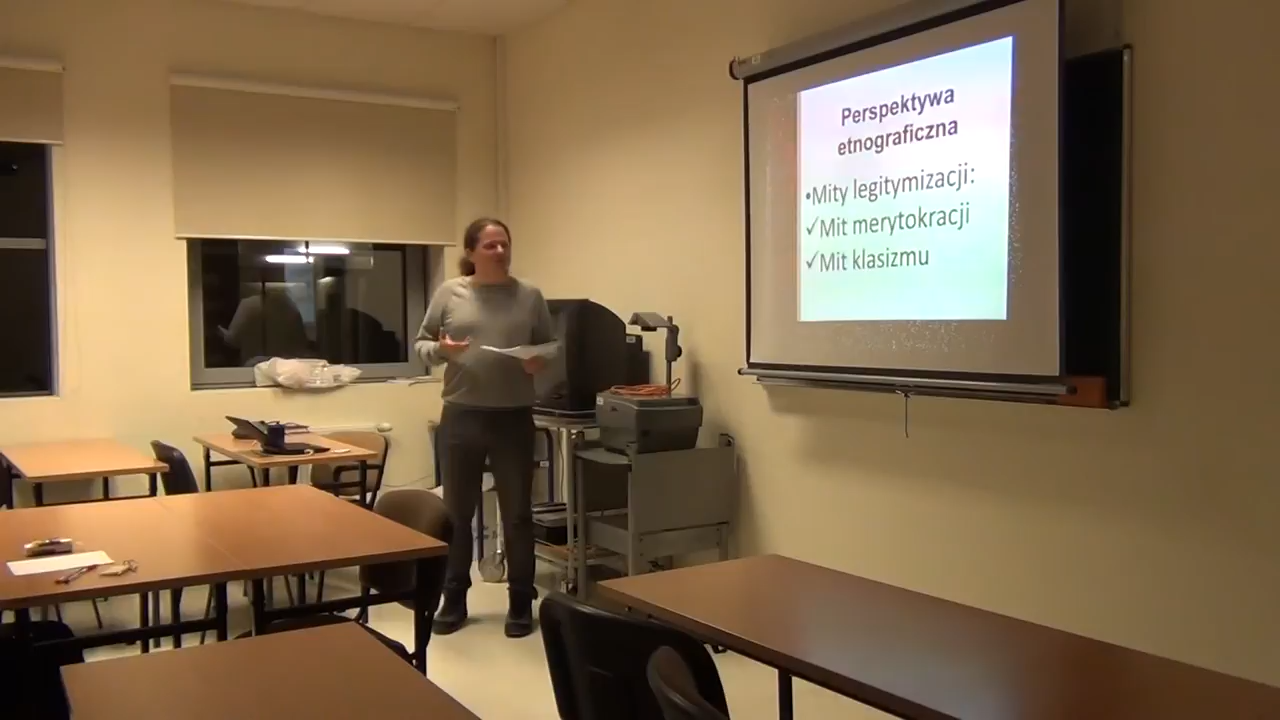 Perspektywa
etnograficzna
•Mity legitymizacji:
✓Mit merytokracji
✓Mit klasizmu